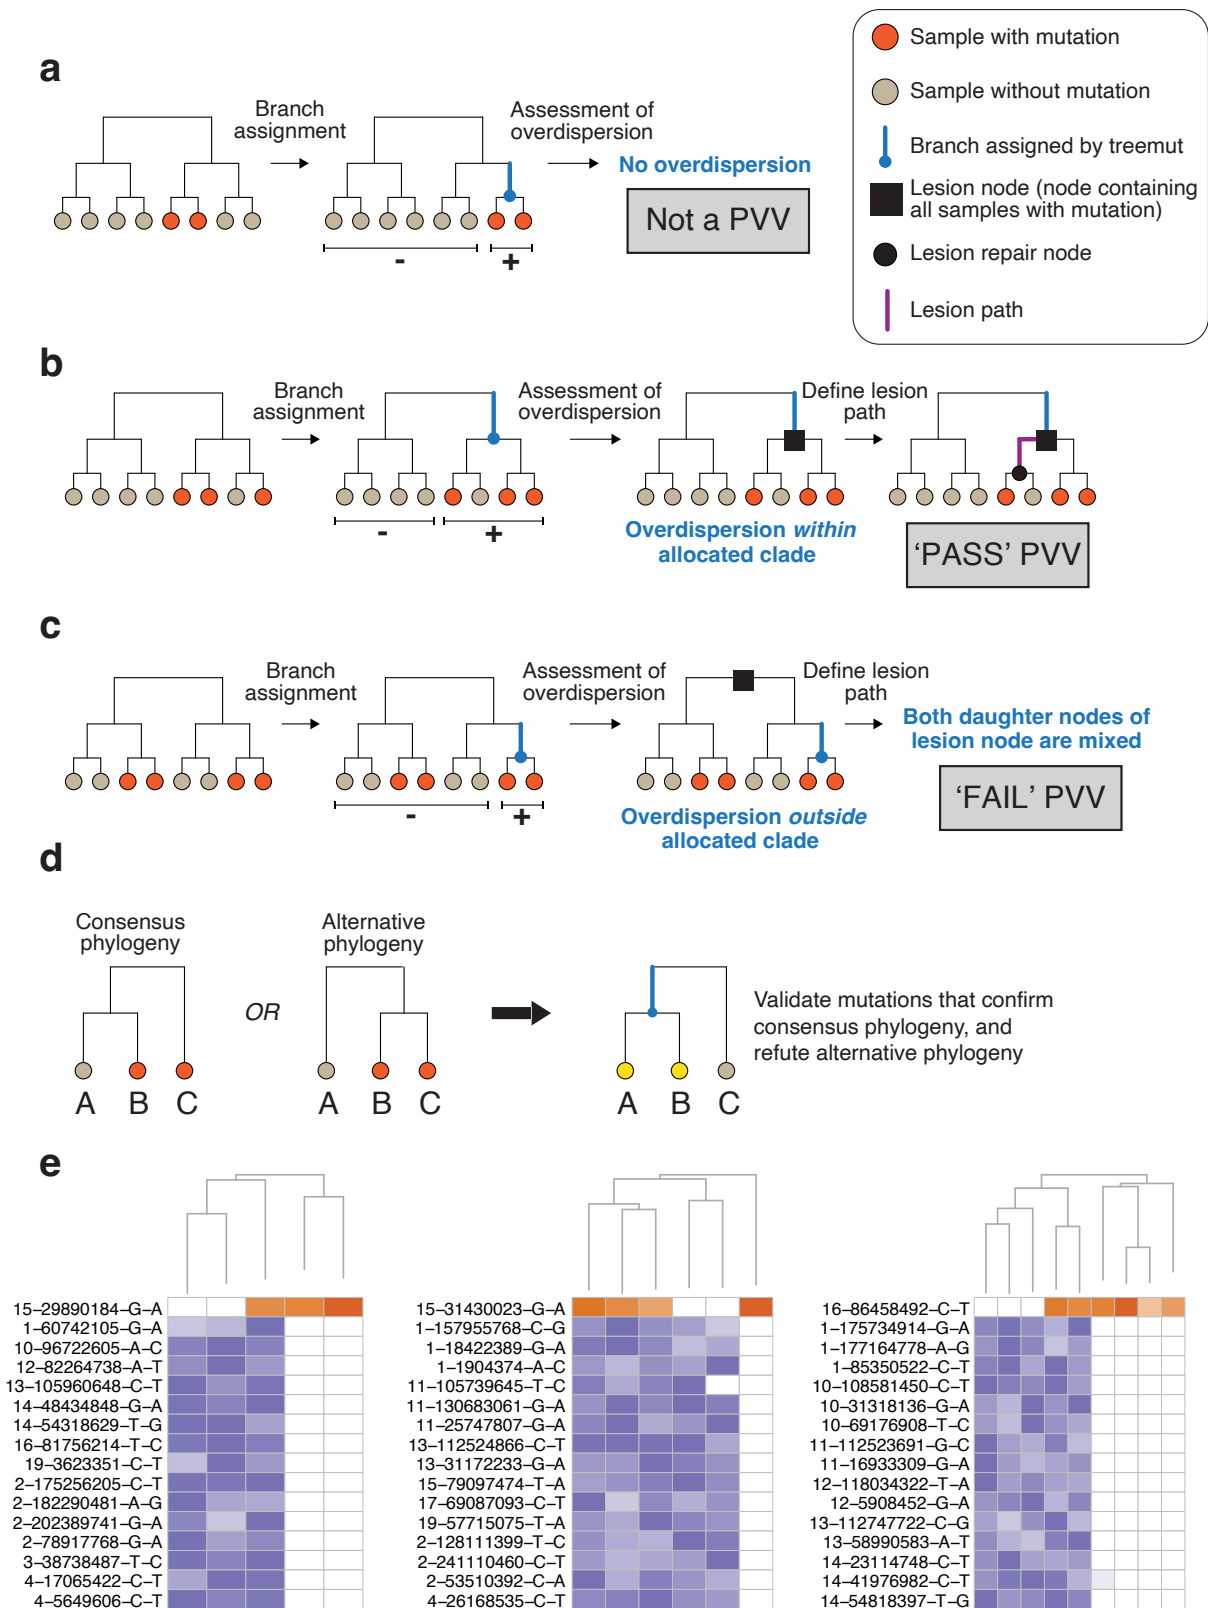 Sample with mutation
Sample without mutation
Branch assigned by treemut
Lesion node (node containing
all samples with mutation)
Lesion repair node
Lesion path
a
Branch
assignment
Assessment of
overdispersion
No overdispersion
Not a PVV
-
+
b
Branch
assignment
Assessment of
overdispersion
Define lesion
path
-
+
Overdispersion within
allocated clade
‘PASS’ PVV
c
Branch
assignment
Assessment of
overdispersion
Define lesion
path
Both daughter nodes of
lesion node are mixed
‘FAIL’ PVV
-
+
Overdispersion outside
allocated clade
d
Consensus
phylogeny
OR
Alternative
phylogeny
A B C
A B C
A B C
Validate mutations that confirm
consensus phylogeny, and
refute alternative phylogeny
e
15–29890184–G–A
1–60742105–G–A
10–96722605–A–C
12–82264738–A–T
13–105960648–C–T
14–48434848–G–A
14–54318629–T–G
16–81756214–T–C
19–3623351–C–T
2–175256205–C–T
2–182290481–A–G
2–202389741–G–A
2–78917768–G–A
3–38738487–T–C
4–17065422–C–T
4–5649606–C–T
15–31430023–G–A
1–157955768–C–G
1–18422389–G–A
1–1904374–A–C
11–105739645–T–C
11–130683061–G–A
11–25747807–G–A
13–112524866–C–T
13–31172233–G–A
15–79097474–T–A
17–69087093–C–T
19–57715075–T–A
2–128111399–T–C
2–241110460–C–T
2–53510392–C–A
4–26168535–C–T
16–86458492–C–T
1–175734914–G–A
1–177164778–A–G
1–85350522–C–T
10–108581450–C–T
10–31318136–G–A
10–69176908–T–C
11–112523691–G–C
11–16933309–G–A
12–118034322–T–A
12–5908452–G–A
13–112747722–C–G
13–58990583–A–T
14–23114748–C–T
14–41976982–C–T
14–54818397–T–G